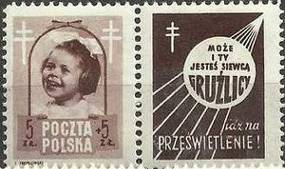 5 zł. POCZTA POLSKA +5 zł.
MOŻE
I TY
JESTEŚ SIEWCĄ
GRUŹLICY
Idź na
PRZEŚWIETLENIE!